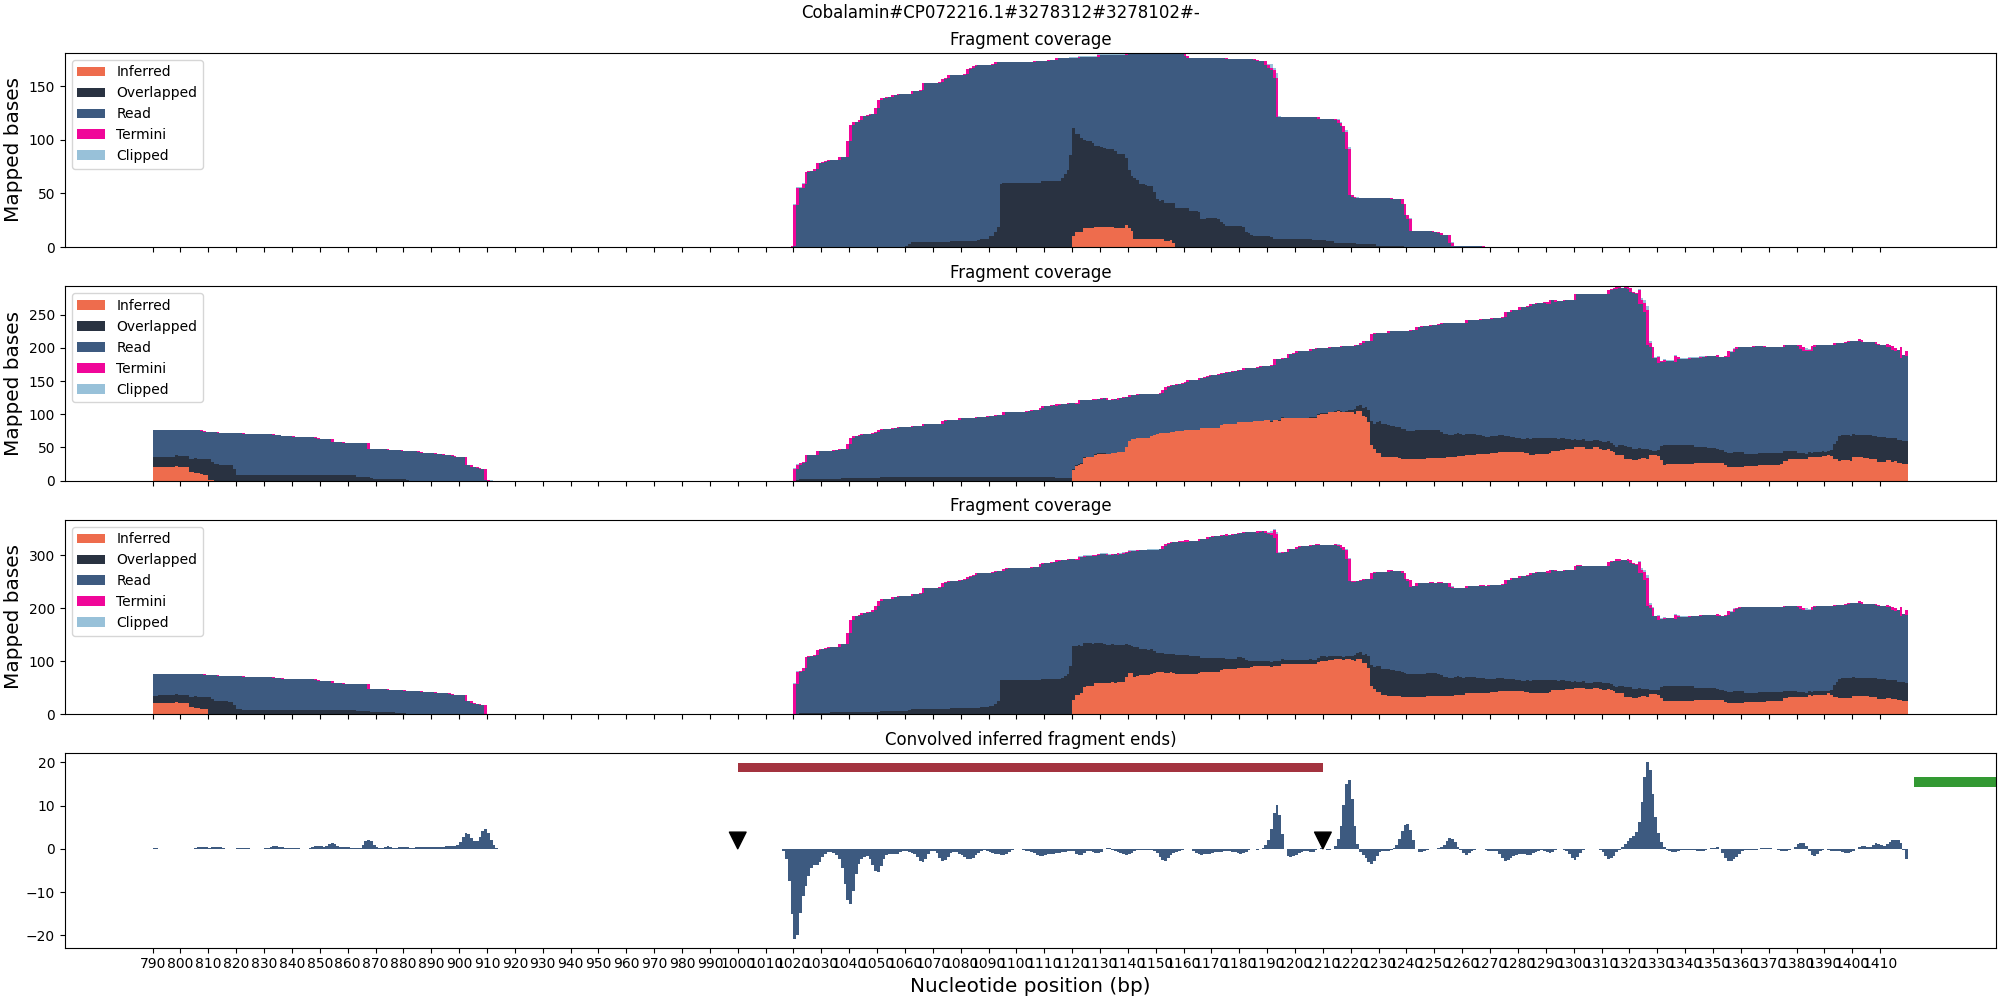 Cobalamin#CP072216.1#3278312#3278102#-
Fragment coverage
Mapped bases
150
100
50
0
Inferred
Overlapped
Read
Termini
Clipped
Fragment coverage
Mapped bases
250
200
150
100
50
0
Inferred
Overlapped
Read
Termini
Clipped
Fragment coverage
Mapped bases
300
200
100
0
Inferred
Overlapped
Read
Termini
Clipped
Convolved inferred fragment ends)
20
10
0
−10
−20
790 800 810 820 830 840 850 860 870 880 890 900 910 920 930 940 950 960 970 980 990 1000 1010 1020 1030 1040 1050 1060 1070 1080 1090 1100 1110 1120 1130 1140 1150 1160 1170 1180 1190 1200 1210 1220 1230 1240 1250 1260 1270 1280 1290 1300 1310 1320 1330 1340 1350 1360 1370 1380 1390 1400 1410
Nucleotide position (bp)